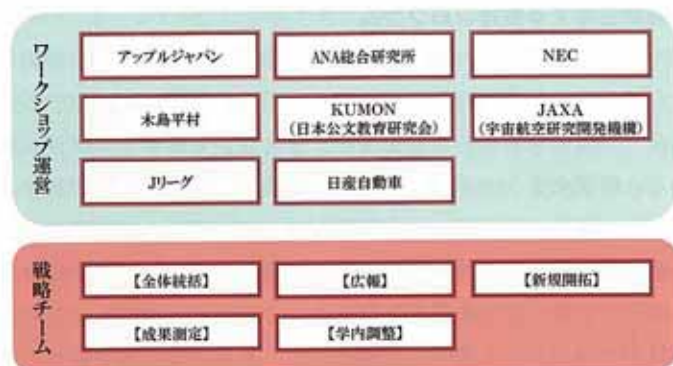 ワークショップ運営
アップルジャパン
ANA総合研究所
NEC
木島平村
KUMON
(日本公文教育研究会)
JAXA
(宇宙航空研究開発機構)
Jリーグ
日産自動車
戦略チーム
【全体統括】
【広報】
【新規開拓】
【成果測定】
【学内調整】